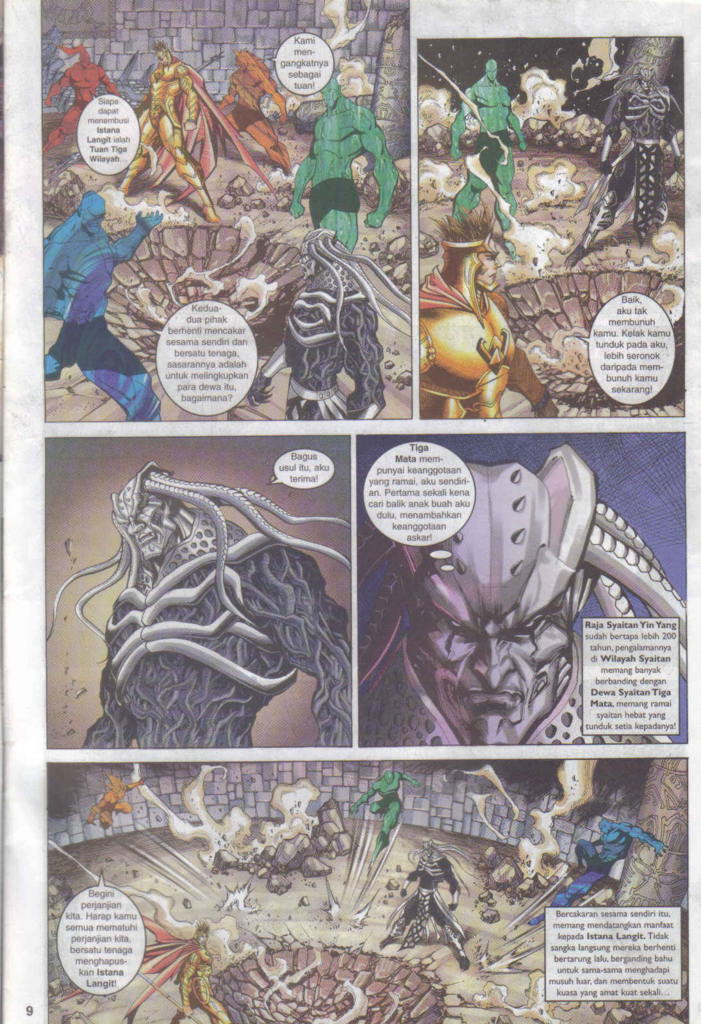 Kami
men-
gangkatnya
sebagai
tuan!
Siapa
dapat
menembusi
Istana
Langit ialah
Tuan Tiga
Wilayah...
Kedua-
dua pihak
berhenti mencakar
sesama sendiri dan
bersatu tenaga,
sasarannya adalah
untuk melingkupkan
para dewa itu,
bagaimana?
Baik,
aku tak
membunuh
kamu. Kelak kamu
tunduk pada aku,
lebih seronok
daripada mem-
bunuh kamu
sekarang!
Bagus
usul itu, aku
terima!
Tiga
Mata mem-
punyai keanggotaan
yang ramai, aku sendiri-
an. Pertama sekali kena
cari balik anak buah aku
dulu, menambahkan
keanggotaan
askar!
Raja Syaitan Yin Yang
sudah bertapa lebih 200
tahun, pengalamannya
di Wilayah Syaitan
memang banyak
berbanding dengan
Dewa Syaitan Tiga
Mata, memang ramai
syaitan hebat yang
tunduk setia kepadanya!
Begini
perjanjian
kita. Harap kamu
semua mematuhi
perjanjian kita,
bersatu tenaga
menghapus-
kan Istana
Langit!
Bercakaran sesama sendiri itu,
memang mendatangkan manfaat
kepada Istana Langit. Tidak
sangka langsung mereka berhenti
bertarung lalu, berganding bahu
untuk sama-sama menghadapi
musuh luar, dan membentuk suatu
kuasa yang amat kuat sekali...
9